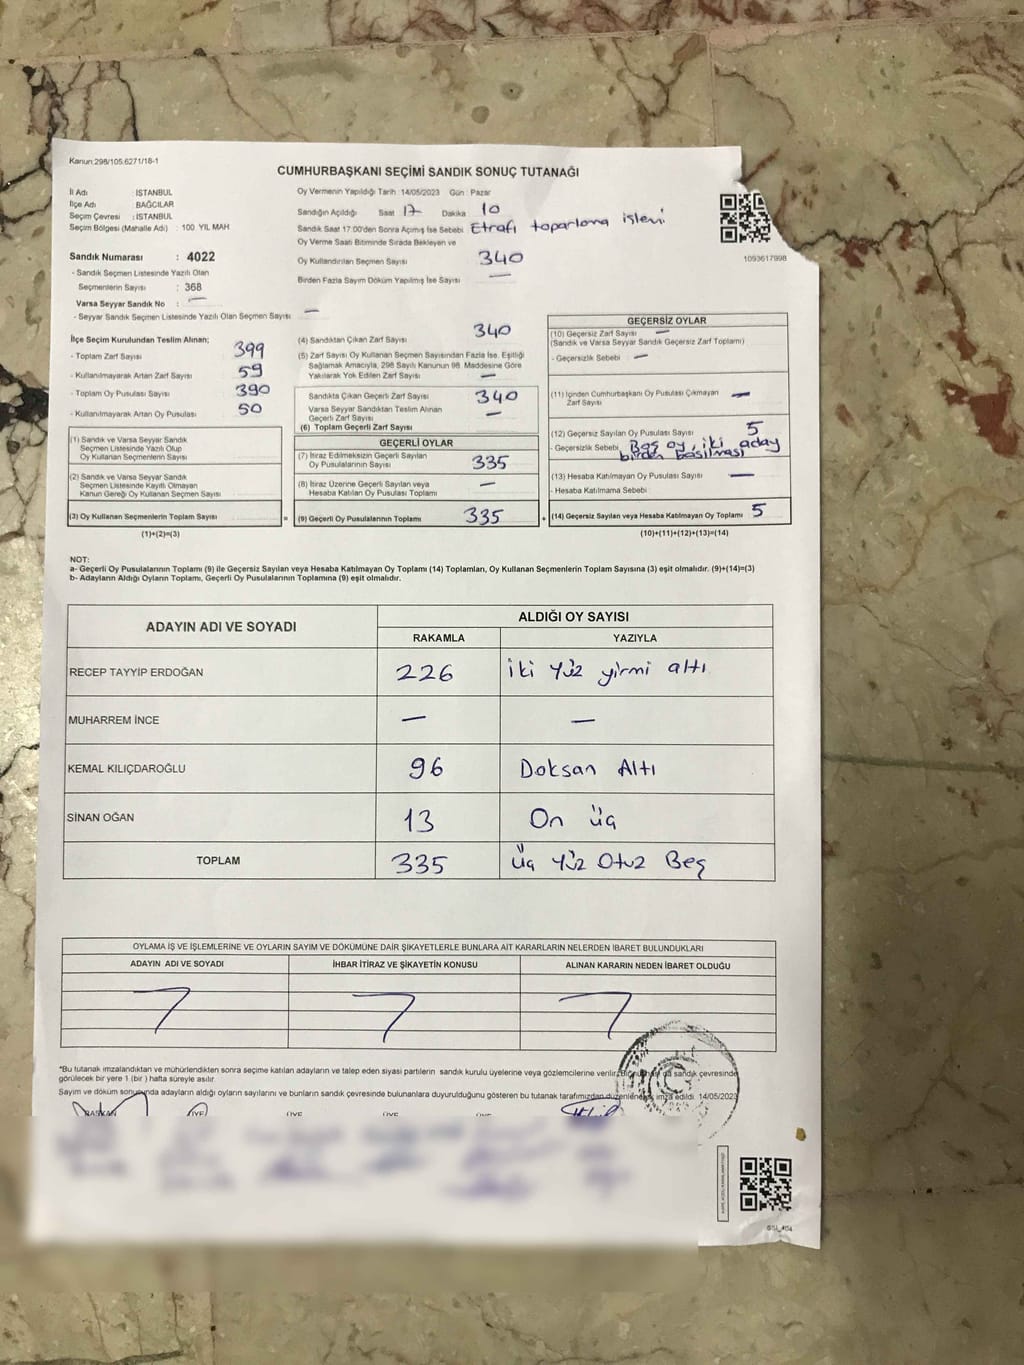 Kanun:298/105,6271/18-1
CUMHURBAŞKANI SEÇİMİ SANDIK SONUÇ TUTANAĞI
İl Adı : İSTANBUL
İlçe Adı : BAĞCILAR
Seçim Çevresi : İSTANBUL
Seçim Bölgesi (Mahalle Adı) : 100 YIL MAH
Sandık Numarası : 4022
- Sandık Seçmen Listesinde Yazılı Olan
Seçmenlerin Sayısı : 368
Varsa Seyyar Sandık No : —
- Seyyar Sandık Seçmen Listesinde Yazılı Olan Seçmen Sayısı : —
Oy Vermenin Yapıldığı Tarih 14/05/2023 Gün : Pazar
Sandığın Açıldığı Saat 17 Dakika 10
Sandık Saat 17.00'den Sonra Açımış İse Sebebi Etrafı toparlama işlemi
Oy Verme Saati Bitiminde Sırada Bekleyen ve
Oy Kullandırılan Seçmen Sayısı 340
Birden Fazla Sayım Döküm Yapılmış İse Sayısı —
1093617998
İlçe Seçim Kurulundan Teslim Alınan;
- Toplam Zarf Sayısı 399
- Kullanılmayarak Artan Zarf Sayısı 59
- Toplam Oy Pusulası Sayısı 390
- Kullanılmayarak Artan Oy Pusulası 50
(1) Sandık ve Varsa Seyyar Sandık
Seçmen Listesinde Yazılı Olup
Oy Kullanan Seçmenlerin Sayısı
(2) Sandık ve Varsa Seyyar Sandık
Seçmen Listesinde Kayıtlı Olmayan
Kanun Gereği Oy Kullanan Seçmen Sayısı
(3) Oy Kullanan Seçmenlerin Toplam Sayısı
(1)+(2)=(3)
(4) Sandıktan Çıkan Zarf Sayısı 340
(5) Zarf Sayısı Oy Kullanan Seçmen Sayısından Fazla İse, Eşitliği
Sağlamak Amacıyla, 298 Sayılı Kanunun 98. Maddesine Göre
Yakılarak Yok Edilen Zarf Sayısı —
Sandıkta Çıkan Geçerli Zarf Sayısı 340
Varsa Seyyar Sandıktan Teslim Alınan
Geçerli Zarf Sayısı —
(6) Toplam Geçerli Zarf Sayısı
GEÇERLİ OYLAR
(7) İtiraz Edilmeksizin Geçerli Sayılan
Oy Pusulalarının Sayısı 335
(8) İtiraz Üzerine Geçerli Sayılan veya
Hesaba Katılan Oy Pusulası Toplamı —
= (9) Geçerli Oy Pusulalarının Toplamı 335 +
GEÇERSİZ OYLAR
(10) Geçersiz Zarf Sayısı —
(Sandık ve Varsa Seyyar Sandık Geçersiz Zarf Toplamı)
- Geçersizlik Sebebi —
(11) İçinden Cumhurbaşkanı Oy Pusulası Çıkmayan
Zarf Sayısı —
(12) Geçersiz Sayılan Oy Pusulası Sayısı 5
- Geçersizlik Sebebi Boş oy, iki aday
birden basılması
(13) Hesaba Katılmayan Oy Pusulası Sayısı —
- Hesaba Katılmama Sebebi
(14) Geçersiz Sayılan veya Hesaba Katılmayan Oy Toplamı 5
(10)+(11)+(12)+(13)=(14)
NOT:
a- Geçerli Oy Pusulalarının Toplamı (9) ile Geçersiz Sayılan veya Hesaba Katılmayan Oy Toplamı (14) Toplamları, Oy Kullanan Seçmenlerin Toplam Sayısına (3) eşit olmalıdır. (9)+(14)=(3)
b- Adayların Aldığı Oyların Toplamı, Geçerli Oy Pusulalarının Toplamına (9) eşit olmalıdır.
ADAYIN ADI VE SOYADI ALDIĞI OY SAYISI
RAKAMLA YAZIYLA
RECEP TAYYİP ERDOĞAN 226 iki yüz yirmi altı
MUHARREM İNCE — —
KEMAL KILIÇDAROĞLU 96 Doksan Altı
SİNAN OĞAN 13 On üç
TOPLAM 335 üç yüz Otuz Beş
OYLAMA İŞ VE İŞLEMLERİNE VE OYLARIN SAYIM VE DÖKÜMÜNE DAİR ŞİKAYETLERLE BUNLARA AİT KARARLARIN NELERDEN İBARET BULUNDUKLARI
ADAYIN ADI VE SOYADI İHBAR İTİRAZ VE ŞİKAYETİN KONUSU ALINAN KARARIN NEDEN İBARET OLDUĞU
*Bu tutanak imzalandıktan ve mühürlendikten sonra seçime katılan adayların ve talep eden siyasi partilerin sandık kurulu üyelerine veya gözlemcilerine verilir. Bir da sandık çevresinde
görülecek bir yere 1 (bir) hafta süreyle asılır.
Sayım ve döküm sonunda adayların aldığı oyların sayılarını ve bunların sandık çevresinde bulunanlara duyurulduğunu gösteren bu tutanak tarafımızdan düzenlenerek imza edildi. 14/05/2023
BAŞKAN ÜYE ÜYE ÜYE ÜYE